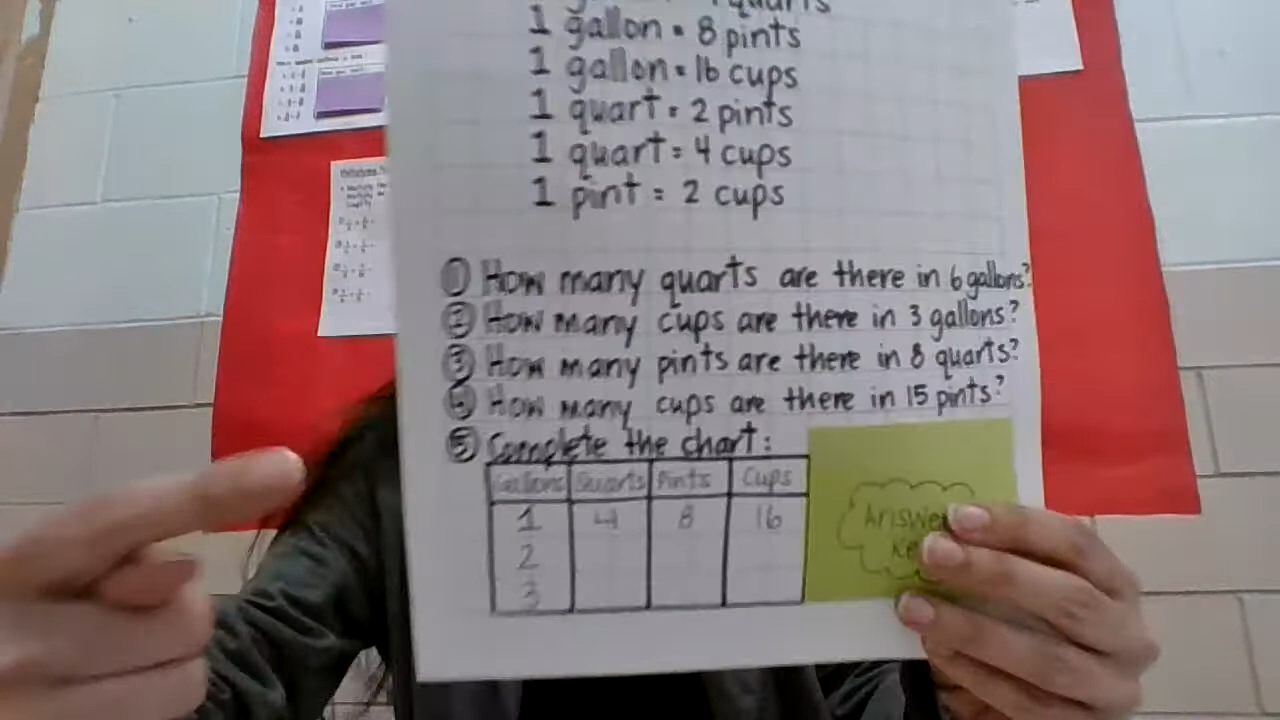 quarts
1 gallon = 8 pints
1 gallon = 16 cups
1 quart = 2 pints
1 quart = 4 cups
1 pint = 2 cups
① How many quarts are there in 6 gallons?
② How many cups are there in 3 gallons?
③ How many pints are there in 8 quarts?
④ How many cups are there in 15 pints?
⑤ Complete the chart:
Gallons Quarts Pints Cups
1 4 8 16
2
3
Answer